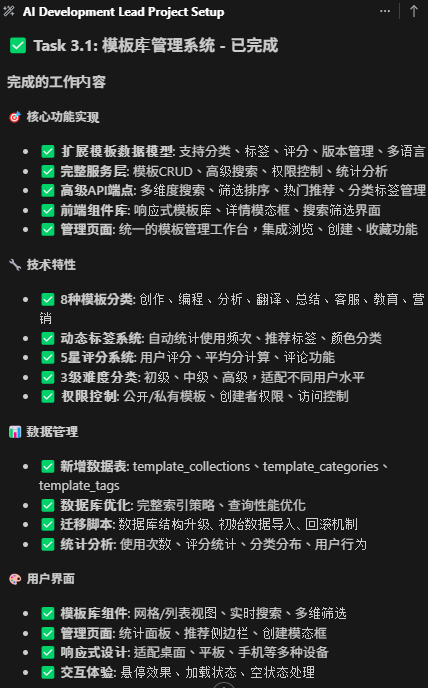 AI Development Lead Project Setup
✅ Task 3.1: 模板库管理系统 - 已完成
完成的工作内容
🎯 核心功能实现
• ✅ 扩展模板数据模型: 支持分类、标签、评分、版本管理、多语言
• ✅ 完整服务层: 模板CRUD、高级搜索、权限控制、统计分析
• ✅ 高级API端点: 多维度搜索、筛选排序、热门推荐、分类标签管理
• ✅ 前端组件库: 响应式模板库、详情模态框、搜索筛选界面
• ✅ 管理页面: 统一的模板管理工作台，集成浏览、创建、收藏功能
🔧 技术特性
• ✅ 8种模板分类: 创作、编程、分析、翻译、总结、客服、教育、营
销
• ✅ 动态标签系统: 自动统计使用频次、推荐标签、颜色分类
• ✅ 5星评分系统: 用户评分、平均分计算、评论功能
• ✅ 3级难度分类: 初级、中级、高级，适配不同用户水平
• ✅ 权限控制: 公开/私有模板、创建者权限、访问控制
📊 数据管理
• ✅ 新增数据表: template_collections、template_categories、
template_tags
• ✅ 数据库优化: 完整索引策略、查询性能优化
• ✅ 迁移脚本: 数据库结构升级、初始数据导入、回滚机制
• ✅ 统计分析: 使用次数、评分统计、分类分布、用户行为
🎨 用户界面
• ✅ 模板库组件: 网格/列表视图、实时搜索、多维筛选
• ✅ 管理页面: 统计面板、推荐侧边栏、创建模态框
• ✅ 响应式设计: 适配桌面、平板、手机等多种设备
• ✅ 交互体验: 悬停效果、加载状态、空状态处理